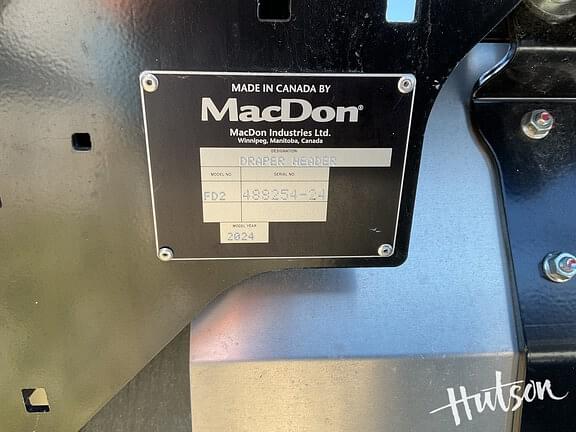 MADE IN CANADA BY
MacDon®
MacDon Industries Ltd.
Winnipeg, Manitoba, Canada
DESIGNATION
DRAPER HEADER
MODEL NO. SERIAL NO.
FD2 488254-24
MODEL YEAR
2024
Hutson